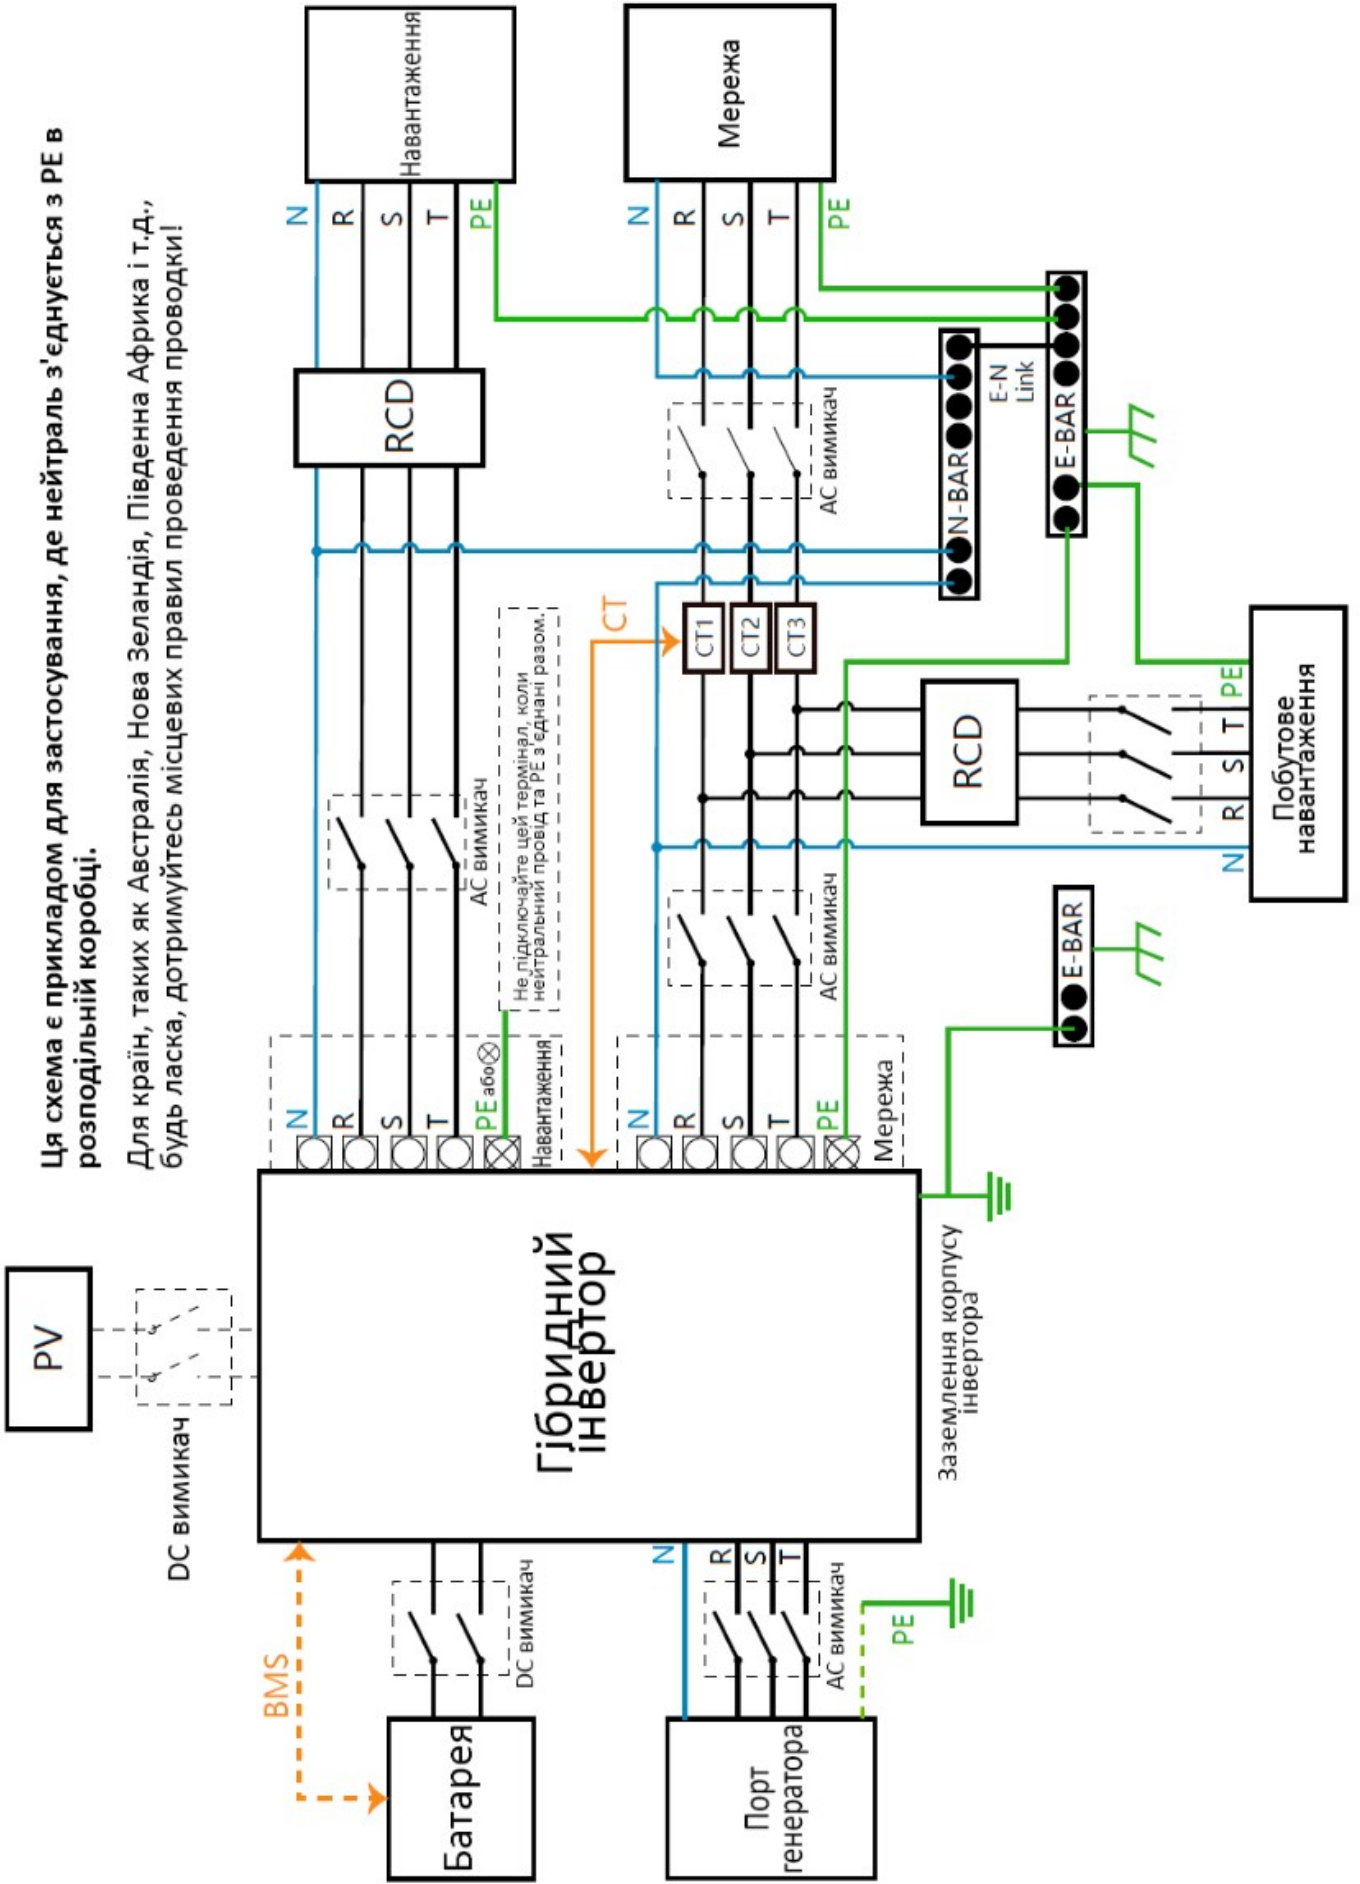 Ця схема є прикладом для застосування, де нейтраль з'єднується з PE в
розподільній коробці.
Для країн, таких як Австралія, Нова Зеландія, Південна Африка і т.д.,
будь ласка, дотримуйтесь місцевих правил проведення проводки!
PV
DC вимикач
BMS
Батарея
DC вимикач
Гібридний
інвертор
N
R
S
T
PE або
Навантаження
AC вимикач
Не підключайте цей термінал, коли
нейтральний провід та PE з'єднані разом.
RCD
N
R
S
T
PE
Навантаження
CT
N
R
S
T
PE
Мережа
AC вимикач
CT1
CT2
CT3
AC вимикач
N
R
S
T
PE
Мережа
Порт
генератора
N
R
S
T
AC вимикач
PE
Заземлення корпусу
інвертора
E-BAR
N-BAR
E-N
Link
E-BAR
RCD
N
R
S
T
PE
Побутове
навантаження